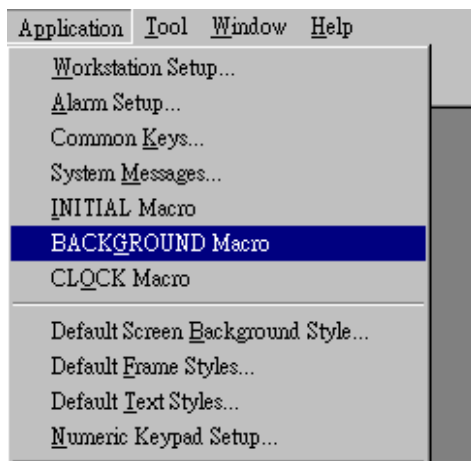 Application Tool Window Help
Workstation Setup...
Alarm Setup...
Common Keys...
System Messages...
INITIAL Macro
BACKGROUND Macro
CLOCK Macro
Default Screen Background Style...
Default Frame Styles...
Default Text Styles...
Numeric Keypad Setup...